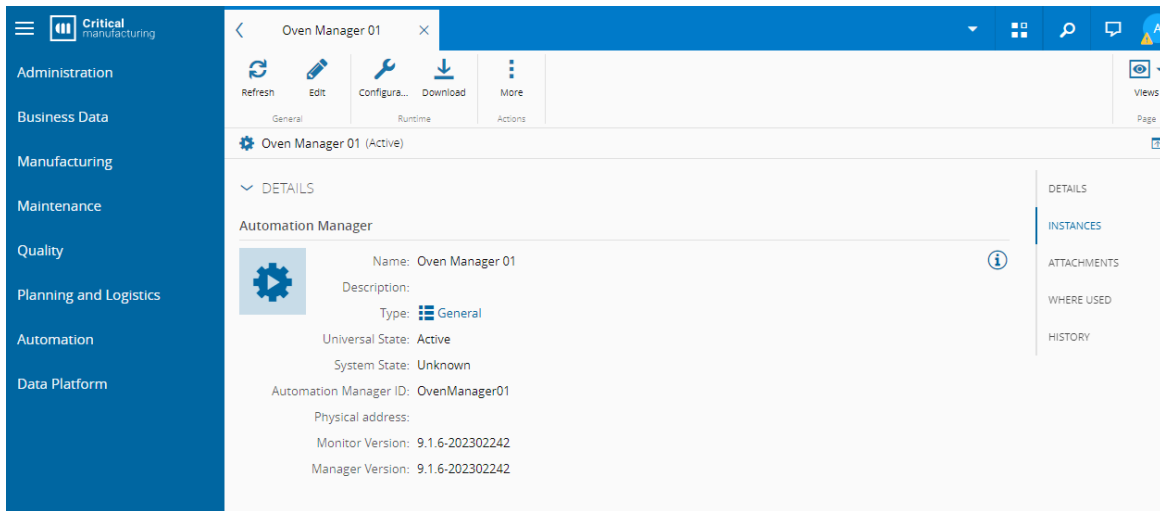 Critical
manufacturing
Oven Manager 01
A
Administration
Business Data
Manufacturing
Maintenance
Quality
Planning and Logistics
Automation
Data Platform
Refresh
Edit
Configura...
Download
More
Views
General
Runtime
Actions
Page
Oven Manager 01 (Active)
DETAILS
Automation Manager
Name: Oven Manager 01
Description:
Type: General
Universal State: Active
System State: Unknown
Automation Manager ID: OvenManager01
Physical address:
Monitor Version: 9.1.6-202302242
Manager Version: 9.1.6-202302242
DETAILS
INSTANCES
ATTACHMENTS
WHERE USED
HISTORY